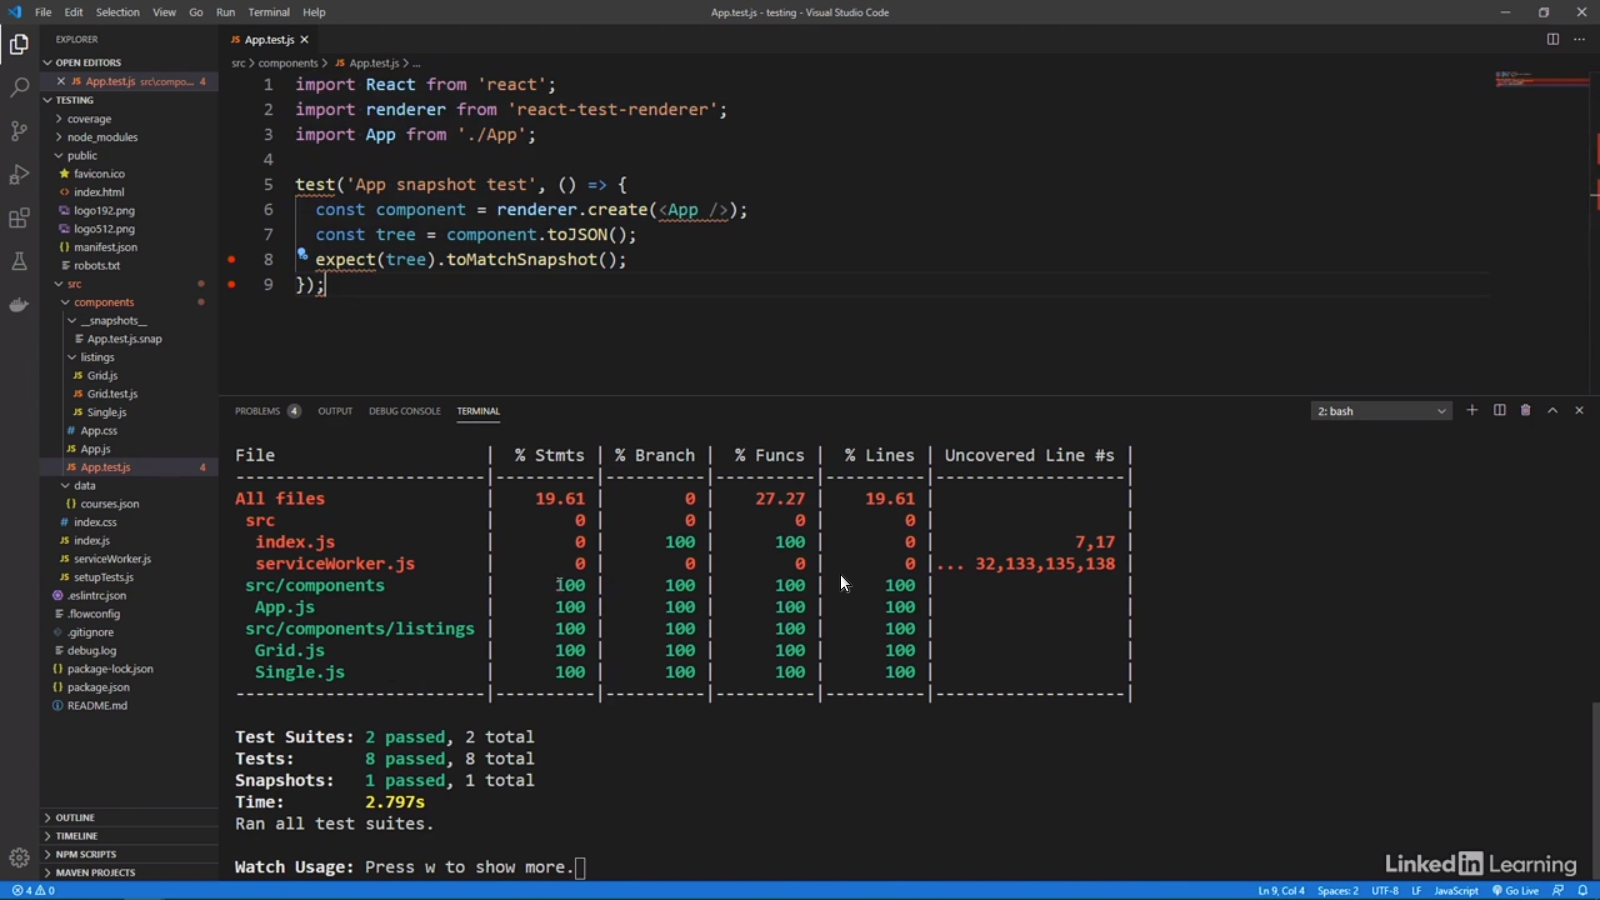 File Edit Selection View Go Run Terminal Help
App.test.js - testing - Visual Studio Code
EXPLORER
OPEN EDITORS
App.test.js src\compo... 4
TESTING
coverage
node_modules
public
favicon.ico
index.html
logo192.png
logo512.png
manifest.json
robots.txt
src
components
__snapshots__
App.test.js.snap
listings
Grid.js
Grid.test.js
Single.js
App.css
App.js
App.test.js 4
data
courses.json
index.css
index.js
serviceWorker.js
setupTests.js
.eslintrc.json
.flowconfig
.gitignore
debug.log
package-lock.json
package.json
README.md
OUTLINE
TIMELINE
NPM SCRIPTS
MAVEN PROJECTS
App.test.js
src > components > App.test.js > ...
1 import React from 'react';
2 import renderer from 'react-test-renderer';
3 import App from './App';
4
5 test('App snapshot test', () => {
6 const component = renderer.create(<App />);
7 const tree = component.toJSON();
8 expect(tree).toMatchSnapshot();
9 });
PROBLEMS 4 OUTPUT DEBUG CONSOLE TERMINAL
2: bash
File | % Stmts | % Branch | % Funcs | % Lines | Uncovered Line #s |
-------------------------|----------|----------|----------|----------|-------------------|
All files | 19.61 | 0 | 27.27 | 19.61 | |
src | 0 | 0 | 0 | 0 | |
index.js | 0 | 100 | 100 | 0 | 7,17 |
serviceWorker.js | 0 | 0 | 0 | 0 |... 32,133,135,138 |
src/components | 100 | 100 | 100 | 100 | |
App.js | 100 | 100 | 100 | 100 | |
src/components/listings | 100 | 100 | 100 | 100 | |
Grid.js | 100 | 100 | 100 | 100 | |
Single.js | 100 | 100 | 100 | 100 | |
-------------------------|----------|----------|----------|----------|-------------------|
Test Suites: 2 passed, 2 total
Tests: 8 passed, 8 total
Snapshots: 1 passed, 1 total
Time: 2.797s
Ran all test suites.
Watch Usage: Press w to show more.
LinkedIn Learning
4 0
Ln 9, Col 4 Spaces: 2 UTF-8 LF JavaScript Go Live